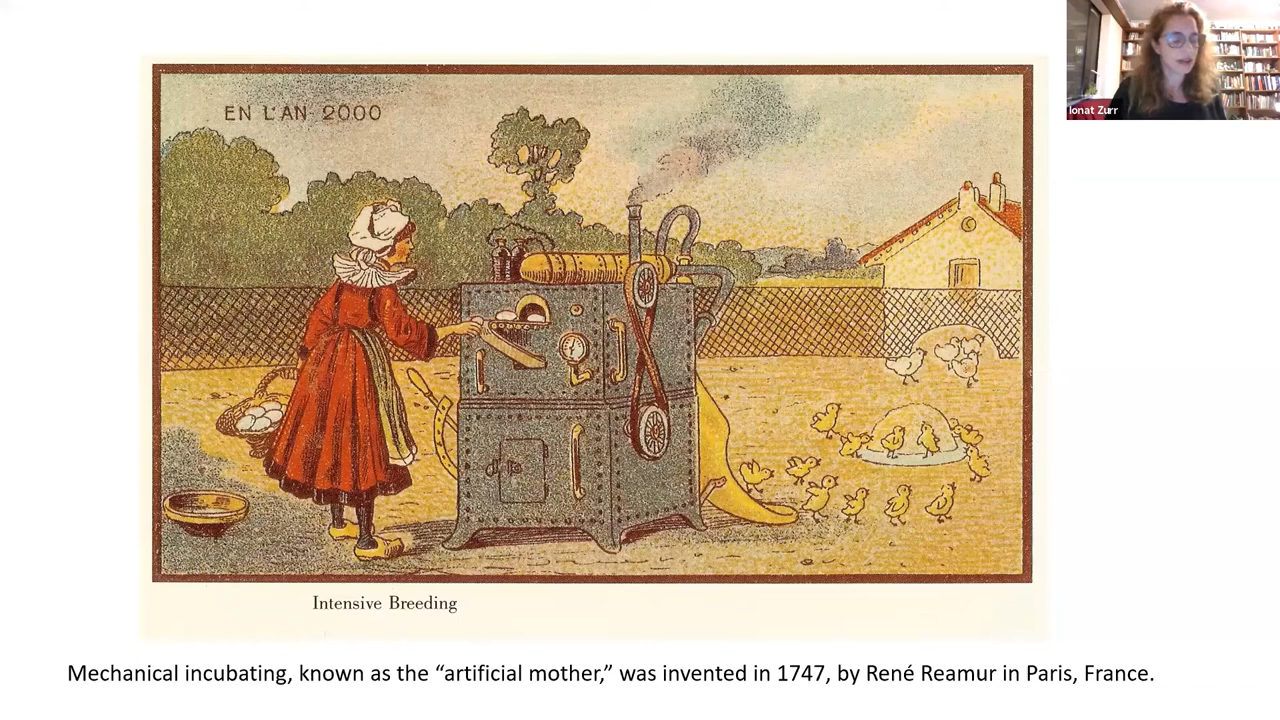 Ionat Zurr
EN L'AN 2000
Intensive Breeding
Mechanical incubating, known as the “artificial mother,” was invented in 1747, by René Reamur in Paris, France.